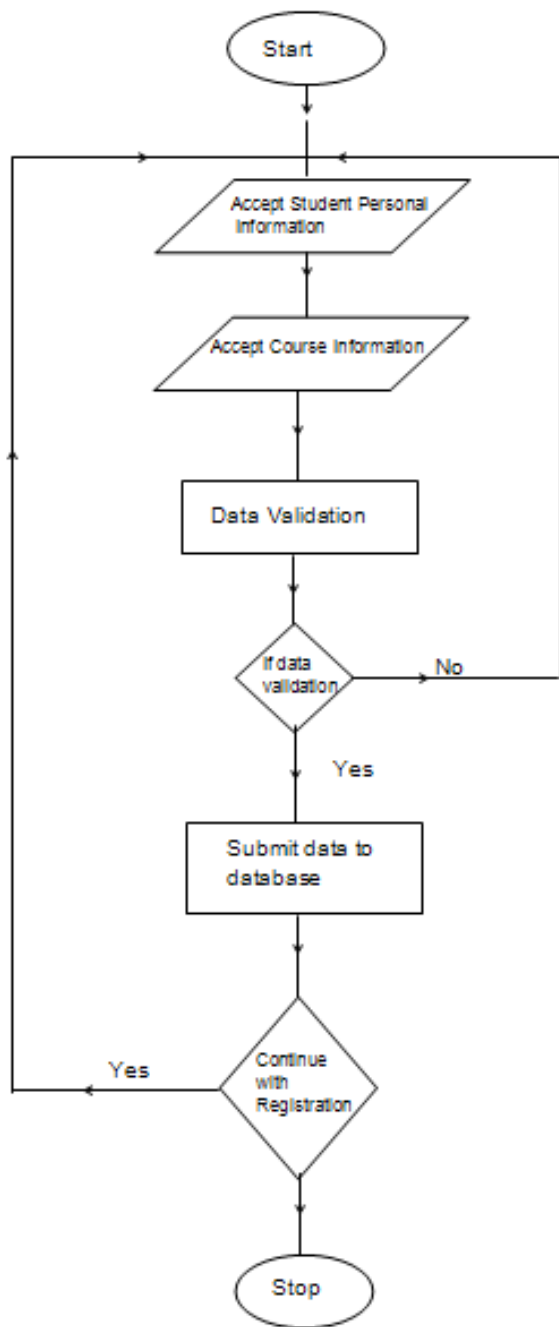 Start
Accept Student Personal
Information
Accept Course Information
Data Validation
If data
validation
No
Yes
Submit data to
database
Continue
with
Registration
Yes
Stop